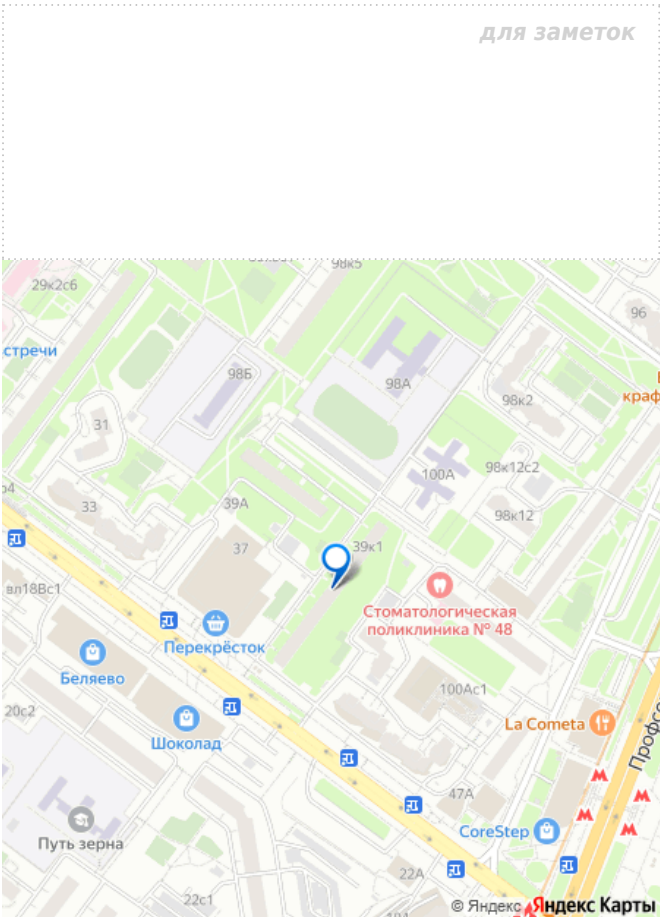 для заметок
98к5
29к2с6
96
стречи
98Б
98А
краф
98к2
31
100А
98к12с2
39А
33
98к12
37
39к1
вл18Вс1
Стоматологическая
поликлиника № 48
Перекрёсток
Беляево
100Ас1
20с2
La Cometa
Шоколад
Профсо
47А
CoreStep
Путь зерна
22А
22с1
© Яндекс Яндекс Карты